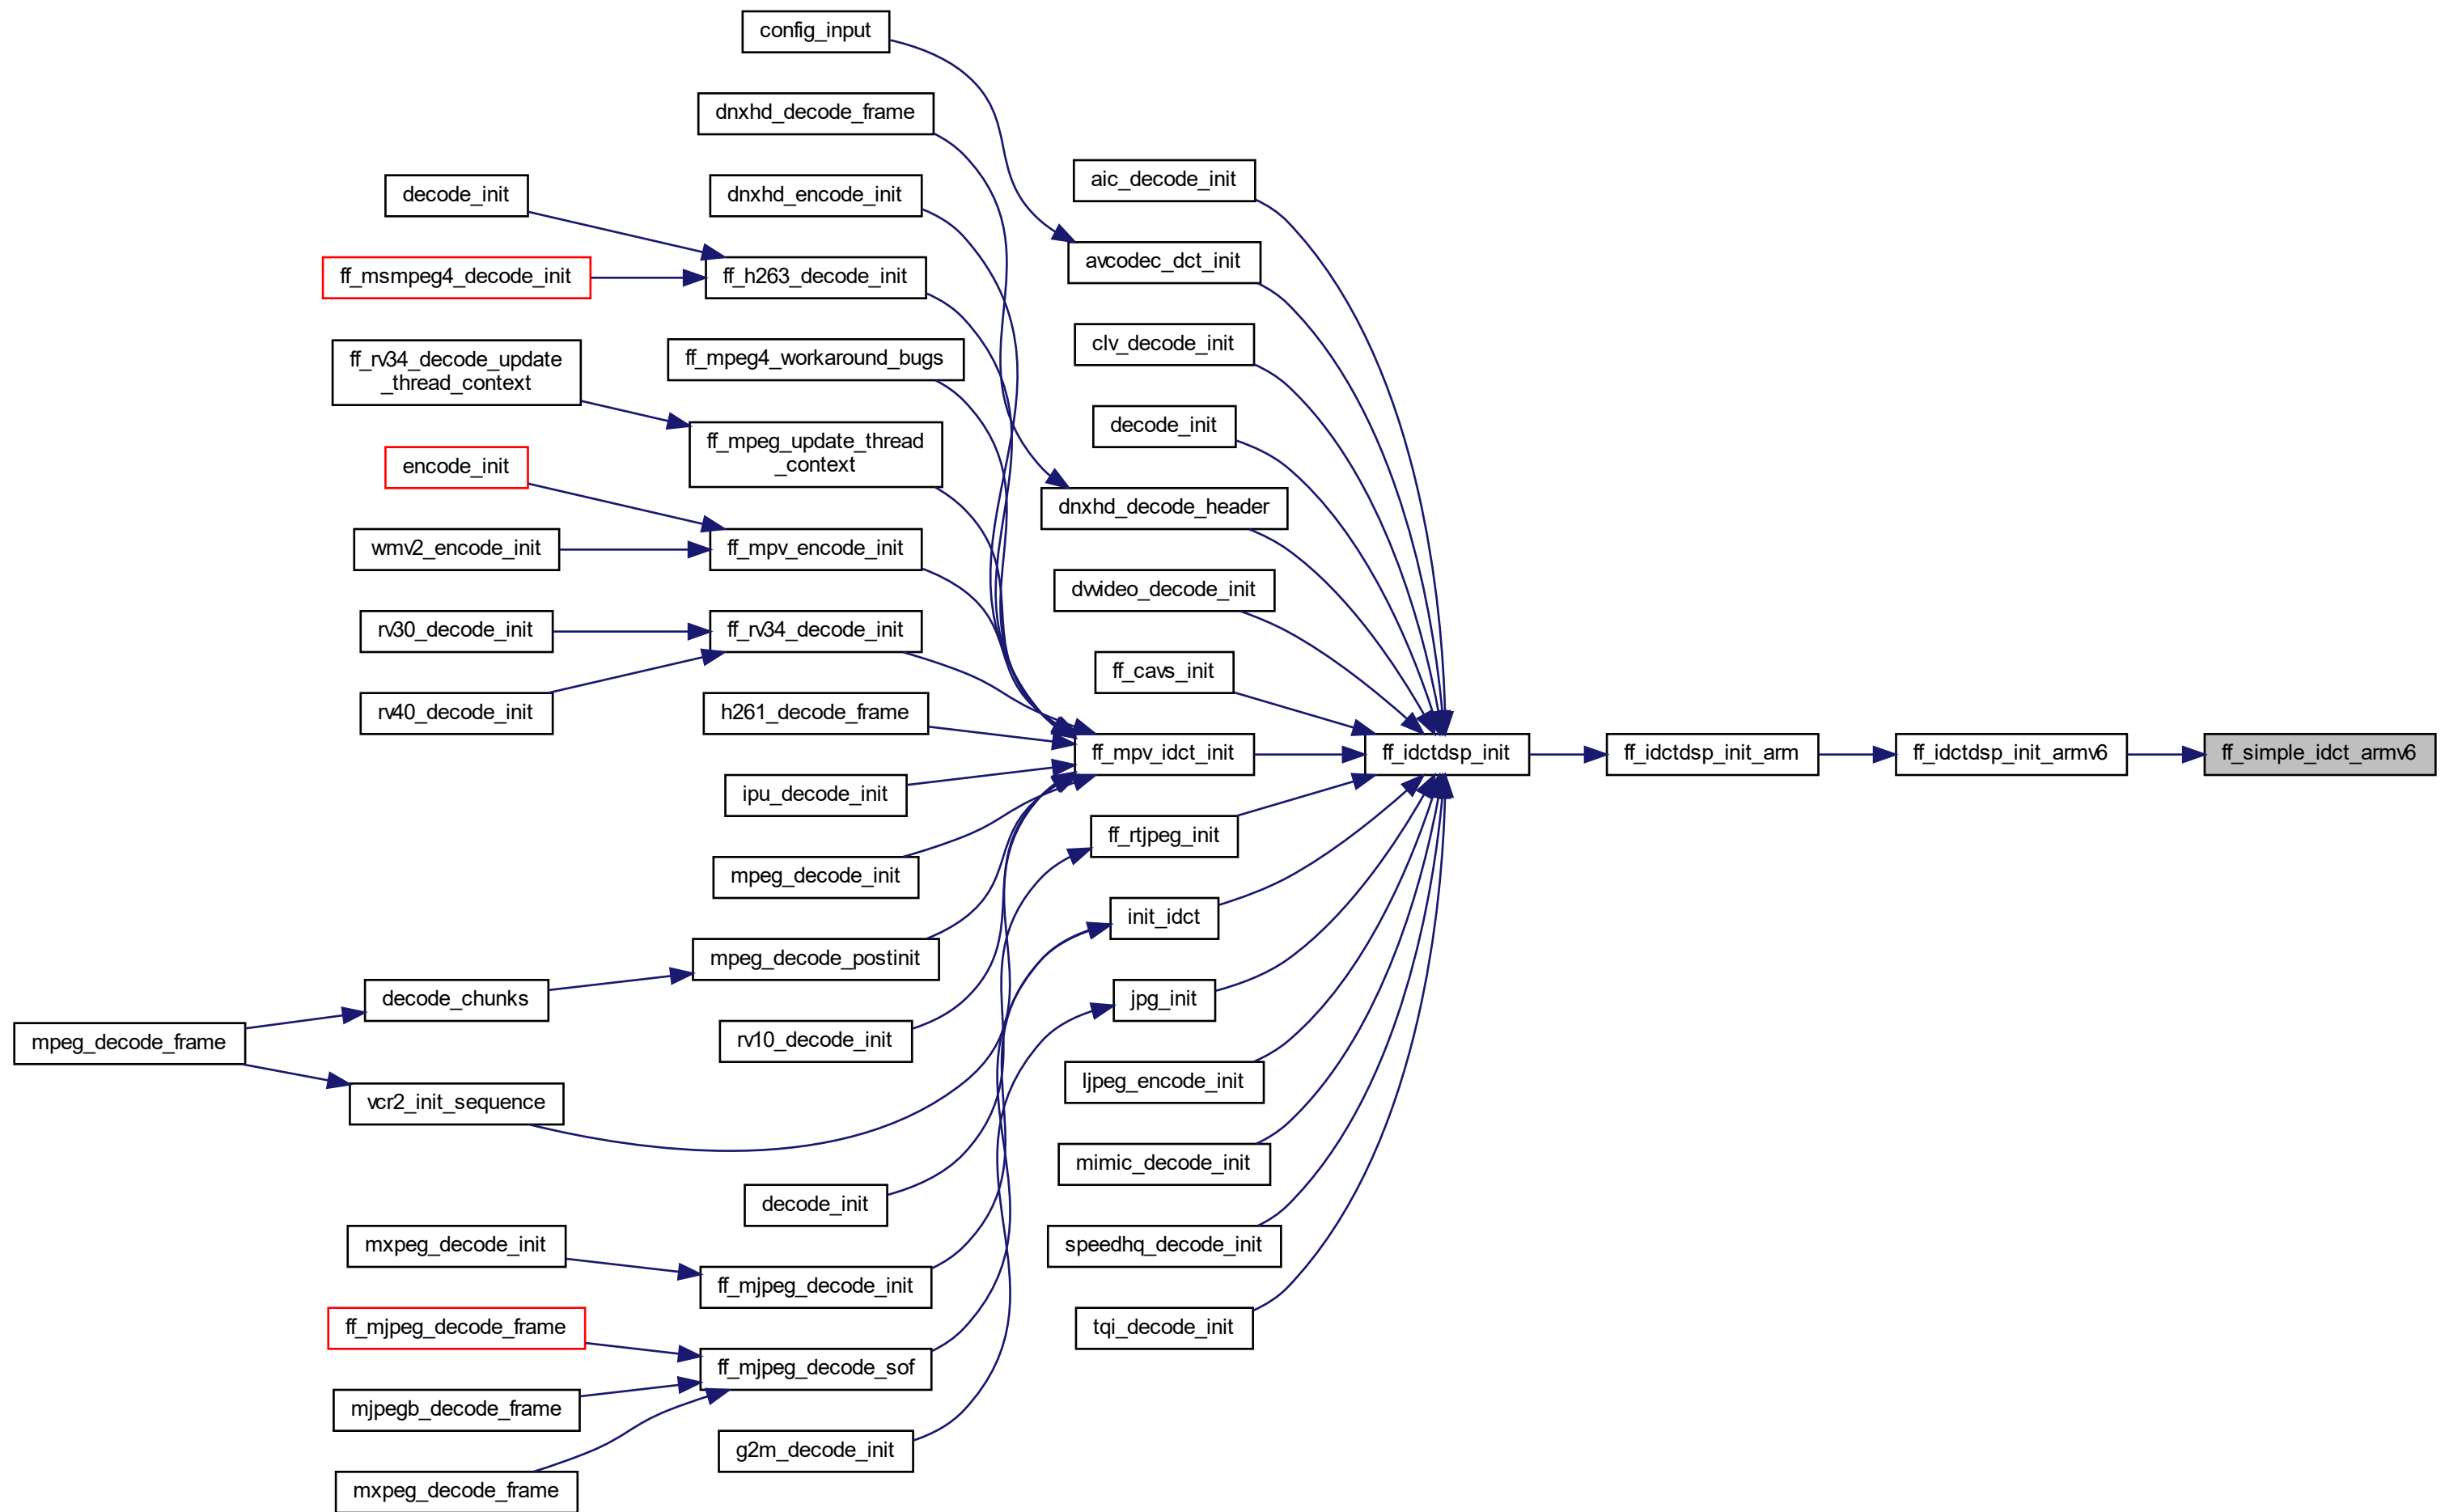 config_input
dnxhd_decode_frame
aic_decode_init
decode_init
dnxhd_encode_init
avcodec_dct_init
ff_msmpeg4_decode_init
ff_h263_decode_init
clv_decode_init
ff_rv34_decode_update
_thread_context
ff_mpeg4_workaround_bugs
decode_init
ff_mpeg_update_thread
_context
encode_init
dnxhd_decode_header
wmv2_encode_init
ff_mpv_encode_init
dwideo_decode_init
rv30_decode_init
ff_rv34_decode_init
ff_cavs_init
rv40_decode_init
h261_decode_frame
ff_mpv_idct_init
ff_idctdsp_init
ff_idctdsp_init_arm
ff_idctdsp_init_armv6
ff_simple_idct_armv6
ipu_decode_init
ff_rtjpeg_init
mpeg_decode_init
init_idct
mpeg_decode_postinit
decode_chunks
jpg_init
mpeg_decode_frame
rv10_decode_init
ljpeg_encode_init
vcr2_init_sequence
mimic_decode_init
decode_init
mxpeg_decode_init
speedhq_decode_init
ff_mjpeg_decode_init
ff_mjpeg_decode_frame
tqi_decode_init
ff_mjpeg_decode_sof
mjpegb_decode_frame
g2m_decode_init
mxpeg_decode_frame